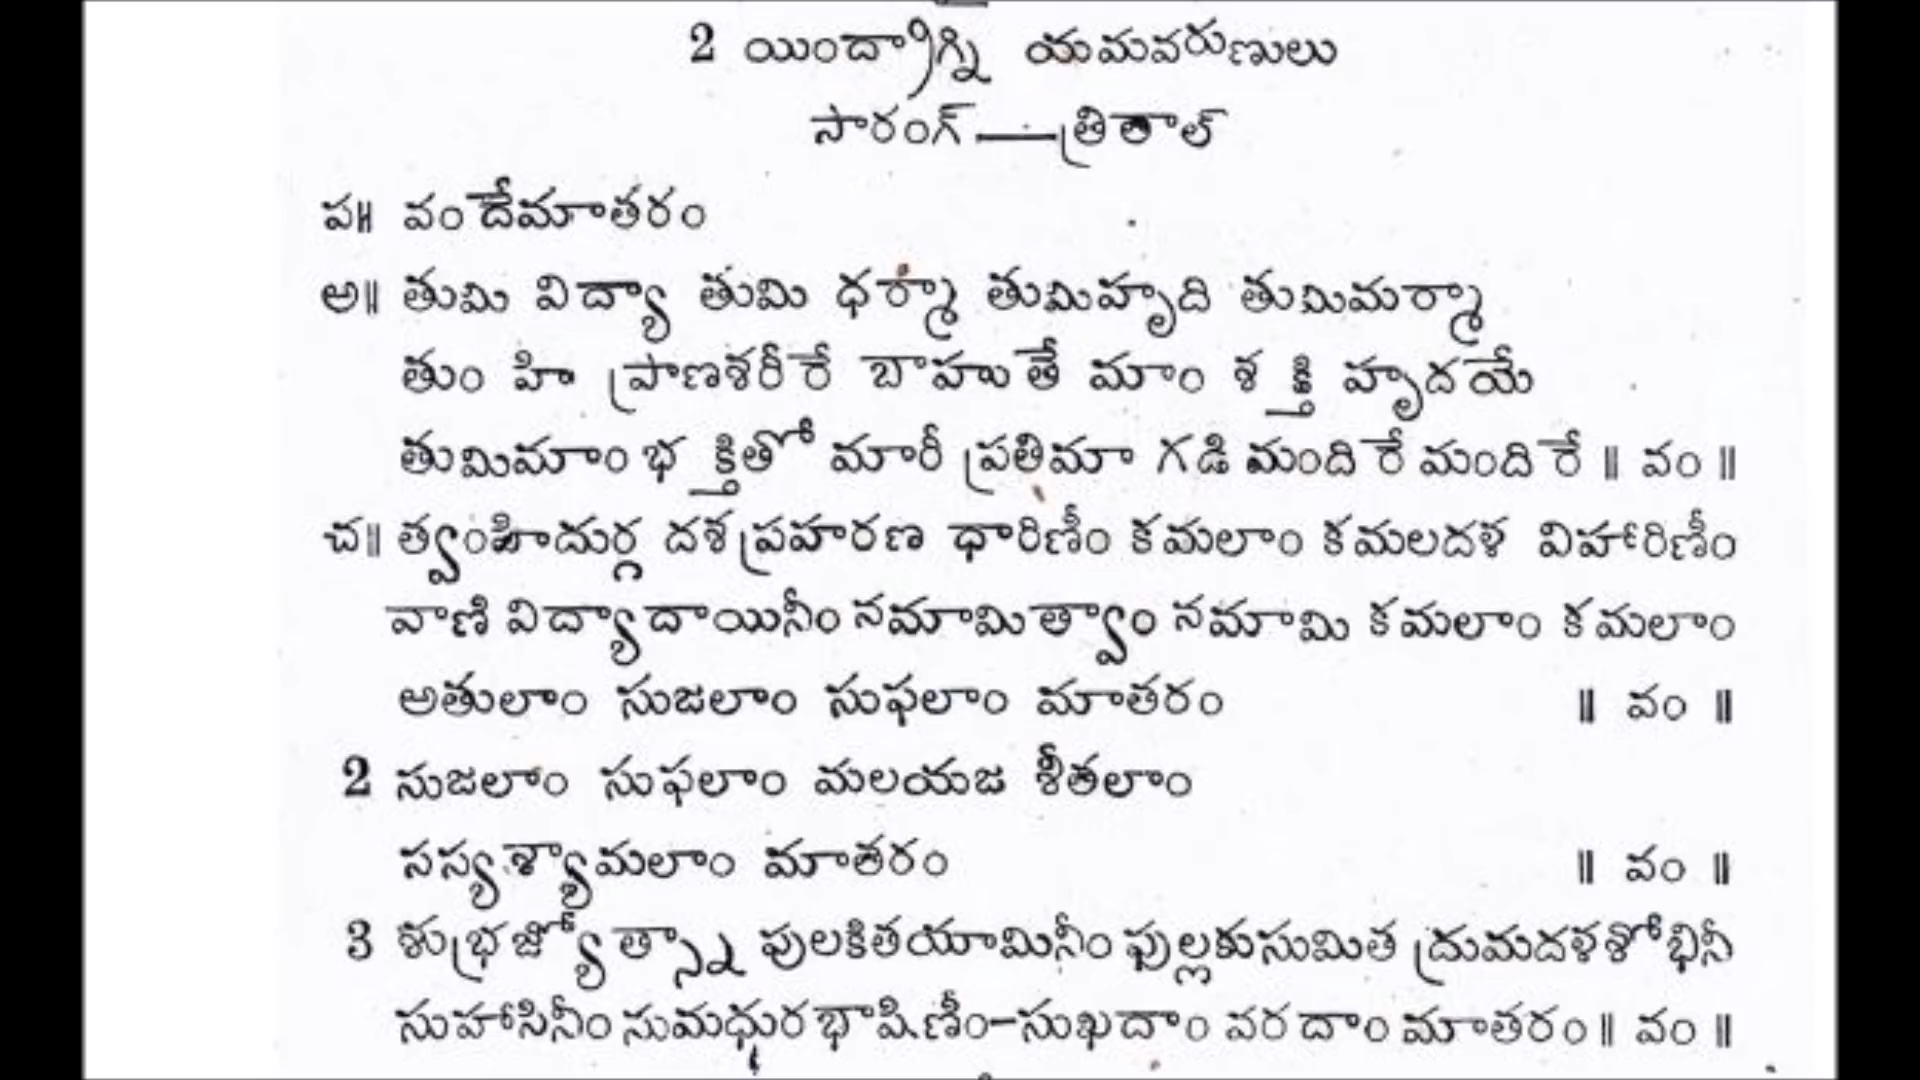 2 యింద్రాగ్ని యమవరుణులు
సారంగ్ — త్రితాల్
ప॥ వందేమాతరం
అ॥ తుమి విద్యా తుమి ధర్మా తుమిహృది తుమిమర్మా
తుం హి ప్రాణశరీరే బాహుతే మాం శక్తి హృదయే
తుమిమాం భక్తితో మారీ ప్రతిమా గడి మందిరే మందిరే ॥ వం ॥
చ॥ త్వంహిదుర్గ దశప్రహరణ ధారిణీం కమలాం కమలదళ విహారిణీం
వాణి విద్యాదాయినీం నమామిత్వాం నమామి కమలాం కమలాం
అతులాం సుజలాం సుఫలాం మాతరం ॥ వం ॥
2 సుజలాం సుఫలాం మలయజ శీతలాం
సస్యశ్యామలాం మాతరం ॥ వం ॥
3 శుభ్రజ్యోత్స్నా పులకితయామినీం ఫుల్లకుసుమిత ద్రుమదళశోభినీ
సుహాసినీం సుమధురభాషిణీం–సుఖదాం వరదాం మాతరం ॥ వం ॥